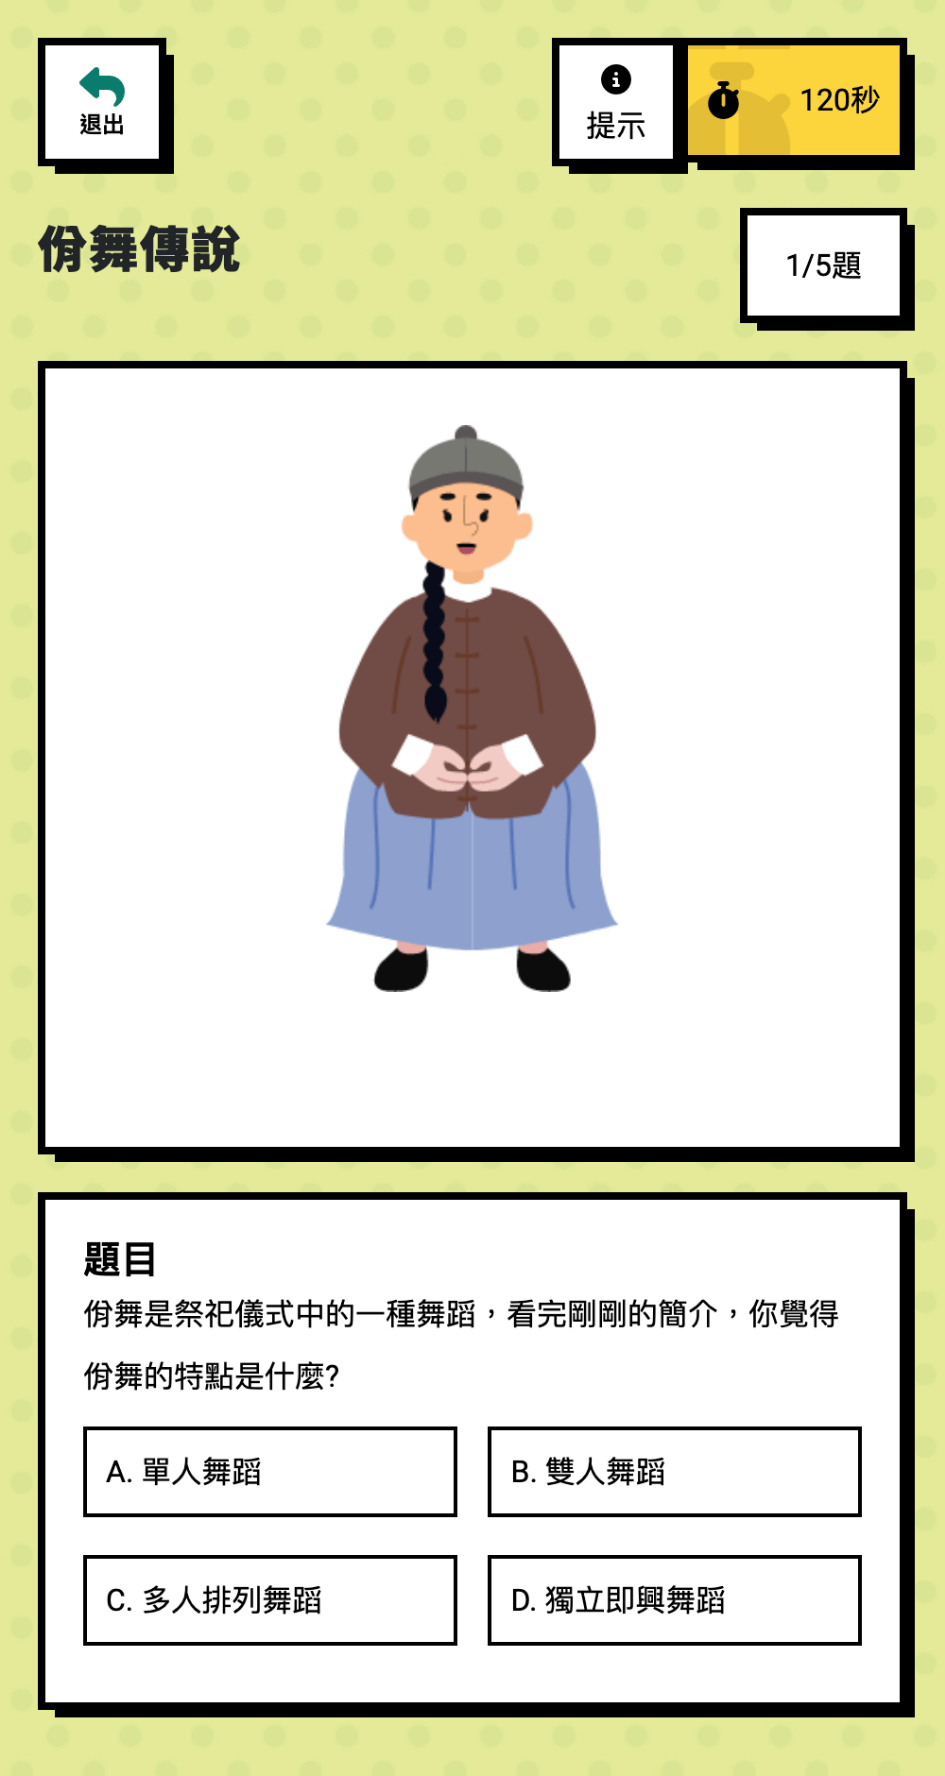 退出
提示
120秒
佾舞傳說
1/5題
題目
佾舞是祭祀儀式中的一種舞蹈，看完剛剛的簡介，你覺得
佾舞的特點是什麼?
A. 單人舞蹈
B. 雙人舞蹈
C. 多人排列舞蹈
D. 獨立即興舞蹈